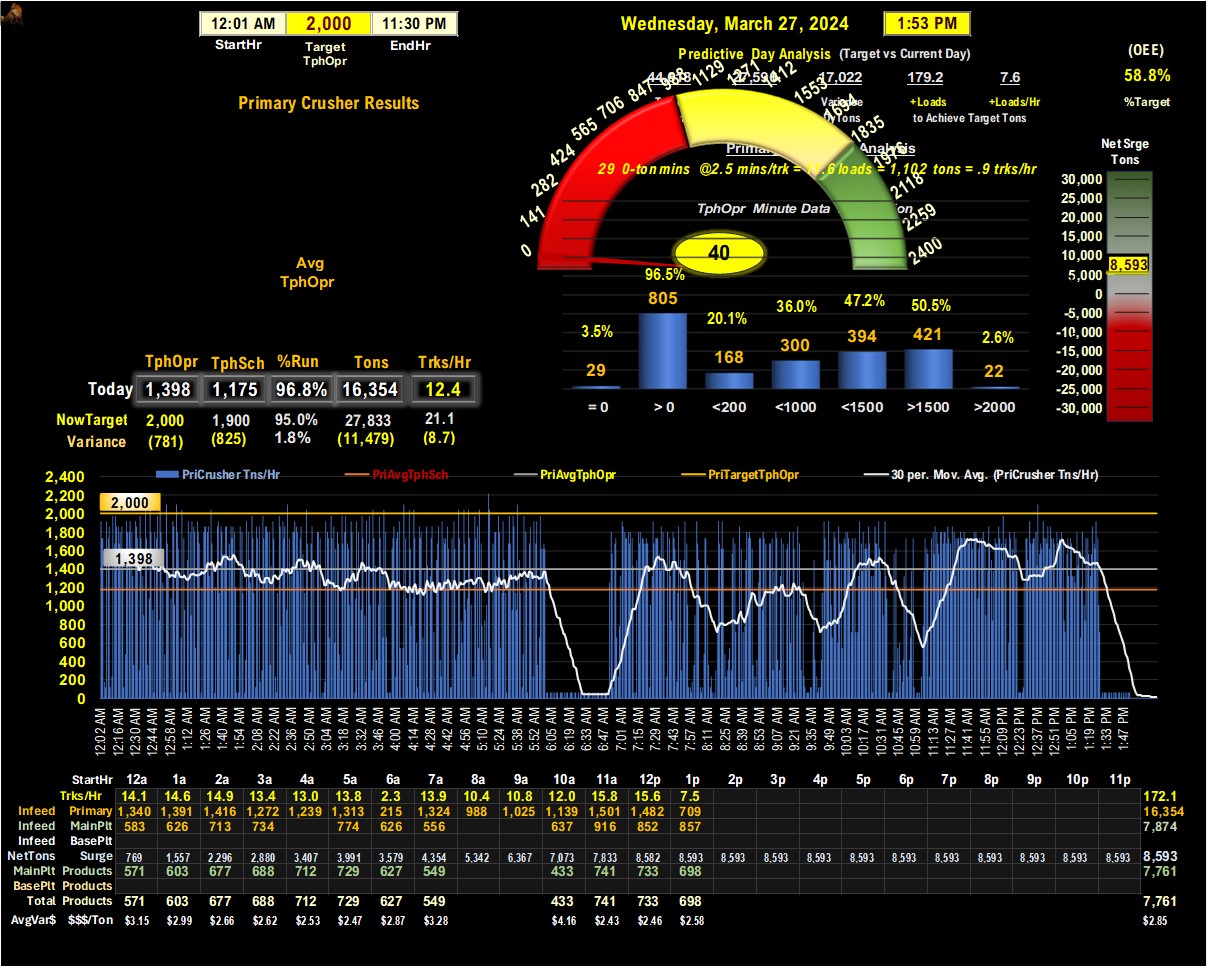 12:01 AM 2,000 11:30 PM
StartHr Target TphOpr EndHr
Wednesday, March 27, 2024 1:53 PM
Predictive Day Analysis (Target vs Current Day)
17,022 179.2 7.6
+Loads +Loads/Hr
to Achieve Target Tons
(OEE)
58.8%
%Target
Primary Crusher Results
Analysis
29 0-ton mins @2.5 mins/trk = loads = 1,102 tons = .9 trks/hr
TphOpr Minute Data
0 141 282 424 565 706 847 988 1129 1271 1412 1553 1694 1835 1976 2118 2259 2400
40
Net Srge
Tons
30,000
25,000
20,000
15,000
10,000
8,593
5,000
0
-5,000
-10,000
-15,000
-20,000
-25,000
-30,000
Avg
TphOpr
3.5% 96.5% 20.1% 36.0% 47.2% 50.5% 2.6%
29 805 168 300 394 421 22
= 0 > 0 <200 <1000 <1500 >1500 >2000
TphOpr TphSch %Run Tons Trks/Hr
Today 1,398 1,175 96.8% 16,354 12.4
NowTarget 2,000 1,900 95.0% 27,833 21.1
Variance (781) (825) 1.8% (11,479) (8.7)
PriCrusher Tns/Hr PriAvgTphSch PriAvgTphOpr PriTargetTphOpr 30 per. Mov. Avg. (PriCrusher Tns/Hr)
2,400
2,200
2,000
1,800
1,600
1,400
1,200
1,000
800
600
400
200
0
2,000
1,398
12:02 AM 12:16 AM 12:30 AM 12:44 AM 12:58 AM 1:12 AM 1:26 AM 1:40 AM 1:54 AM 2:08 AM 2:22 AM 2:36 AM 2:50 AM 3:04 AM 3:18 AM 3:32 AM 3:46 AM 4:00 AM 4:14 AM 4:28 AM 4:42 AM 4:56 AM 5:10 AM 5:24 AM 5:38 AM 5:52 AM 6:05 AM 6:19 AM 6:33 AM 6:47 AM 7:01 AM 7:15 AM 7:29 AM 7:43 AM 7:57 AM 8:11 AM 8:25 AM 8:39 AM 8:53 AM 9:07 AM 9:21 AM 9:35 AM 9:49 AM 10:03 AM 10:17 AM 10:31 AM 10:45 AM 10:59 AM 11:13 AM 11:27 AM 11:41 AM 11:55 AM 12:09 PM 12:23 PM 12:37 PM 12:51 PM 1:05 PM 1:19 PM 1:33 PM 1:47 PM
StartHr 12a 1a 2a 3a 4a 5a 6a 7a 8a 9a 10a 11a 12p 1p 2p 3p 4p 5p 6p 7p 8p 9p 10p 11p
Trks/Hr 14.1 14.6 14.9 13.4 13.0 13.8 2.3 13.9 10.4 10.8 12.0 15.8 15.6 7.5 172.1
Infeed Primary 1,340 1,391 1,416 1,272 1,239 1,313 215 1,324 988 1,025 1,139 1,501 1,482 709 16,354
Infeed MainPlt 583 626 713 734 774 626 556 637 916 852 857 7,874
Infeed BasePlt
NetTons Surge 769 1,557 2,296 2,880 3,407 3,991 3,579 4,354 5,342 6,367 7,073 7,833 8,582 8,593 8,593 8,593 8,593 8,593 8,593 8,593 8,593 8,593 8,593 8,593 8,593
MainPlt Products 571 603 677 688 712 729 627 549 433 741 733 698 7,761
BasePlt Products
Total Products 571 603 677 688 712 729 627 549 433 741 733 698 7,761
AvgVar$ $$$/Ton $3.15 $2.99 $2.66 $2.62 $2.53 $2.47 $2.87 $3.28 $4.16 $2.43 $2.46 $2.58 $2.85